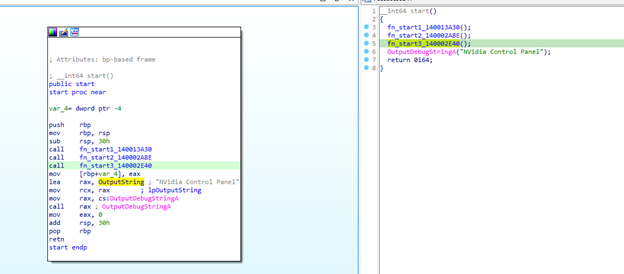 ; Attributes: bp-based frame
; __int64 start()
public start
start proc near
var_4= dword ptr -4
push rbp
mov rbp, rsp
sub rsp, 30h
call fn_start1_140013A30
call fn_start2_140002A8E
call fn_start3_140002E40
mov [rbp+var_4], eax
lea rax, OutputString ; "NVidia Control Panel"
mov rcx, rax ; lpOutputString
mov rax, cs:OutputDebugStringA
call rax ; OutputDebugStringA
mov eax, 0
add rsp, 30h
pop rbp
retn
start endp
1 __int64 start()
2 {
3 fn_start1_140013A30();
4 fn_start2_140002A8E();
5 fn_start3_140002E40();
6 OutputDebugStringA("NVidia Control Panel");
7 return 0i64;
8 }